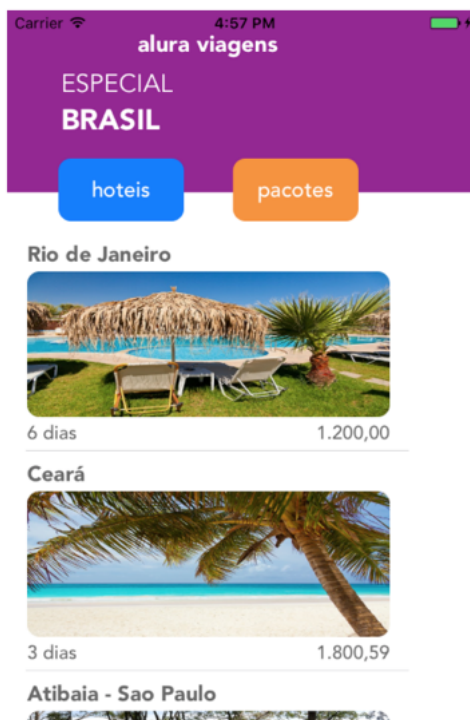 Carrier 4:57 PM
alura viagens
ESPECIAL
BRASIL
hoteis pacotes
Rio de Janeiro
6 dias 1.200,00
Ceará
3 dias 1.800,59
Atibaia - Sao Paulo